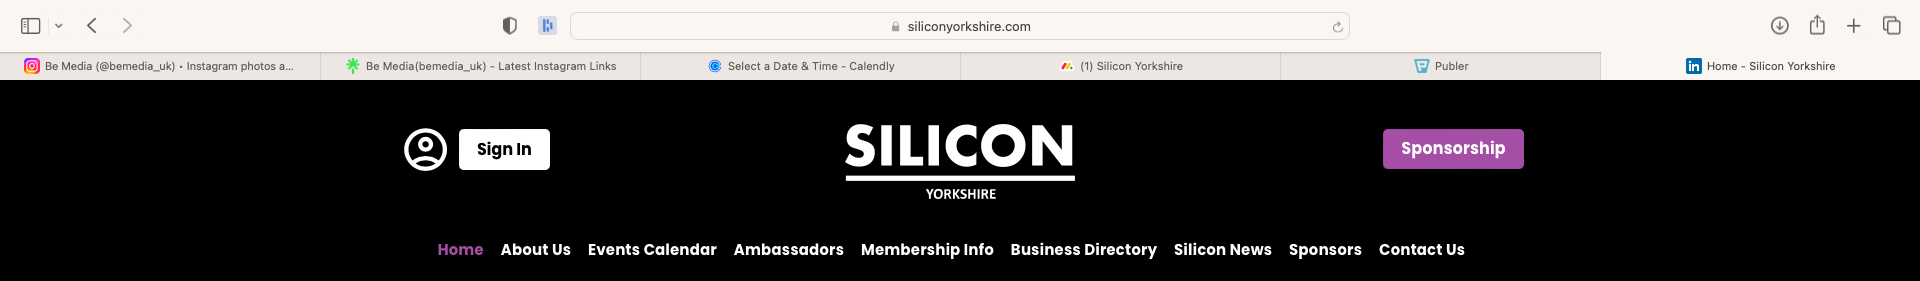 siliconyorkshire.com
Be Media (@bemedia_uk) • Instagram photos a...
Be Media(bemedia_uk) - Latest Instagram Links
Select a Date & Time - Calendly
(1) Silicon Yorkshire
Publer
Home - Silicon Yorkshire
Sign In
SILICON
YORKSHIRE
Sponsorship
Home About Us Events Calendar Ambassadors Membership Info Business Directory Silicon News Sponsors Contact Us